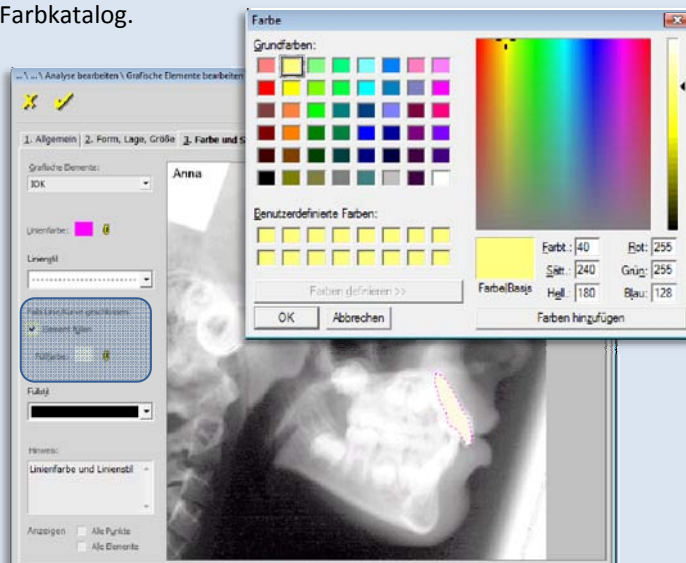 Farbkatalog.
Farbe
Grundfarben:
Benutzerdefinierte Farben:
Farben definieren >>
OK
Abbrechen
Farbe|Basis
Farbt.: 40
Sätt.: 240
Hell.: 180
Rot: 255
Grün: 255
Blau: 128
Farben hinzufügen
...\ ...\ Analyse bearbeiten \ Grafische Elemente bearbeiten
1. Allgemein
2. Form, Lage, Größe
3. Farbe und S
Grafische Elemente:
IOK
Linienfarbe:
Linienstil:
Falls Linie/Kurve geschlossen:
Element füllen
Füllfarbe:
Füllstil:
Hinweis:
Linienfarbe und Linienstil
Anzeigen
Alle Punkte
Alle Elemente
Anna